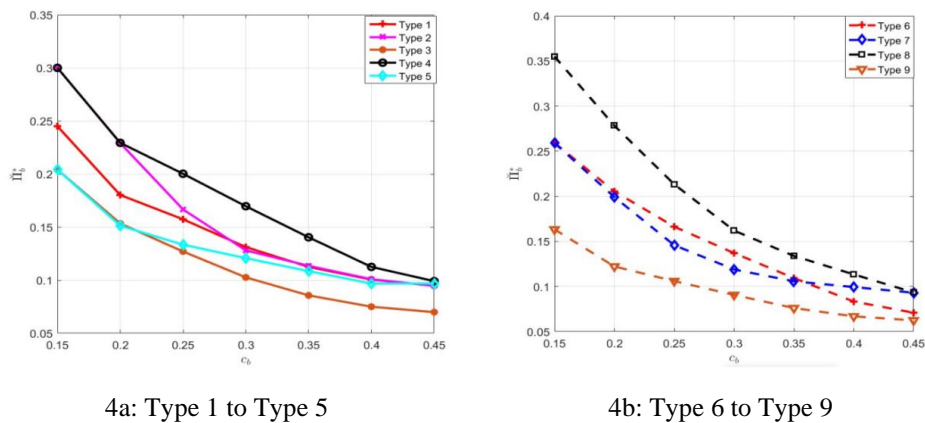 0.35
0.3
0.25
0.2
0.15
0.1
0.05
0.15 0.2 0.25 0.3 0.35 0.4 0.45
c_b
Π̌_b^*
Type 1
Type 2
Type 3
Type 4
Type 5
4a: Type 1 to Type 5
0.4
0.35
0.3
0.25
0.2
0.15
0.1
0.05
0.15 0.2 0.25 0.3 0.35 0.4 0.45
c_b
Π̌_b^*
Type 6
Type 7
Type 8
Type 9
4b: Type 6 to Type 9